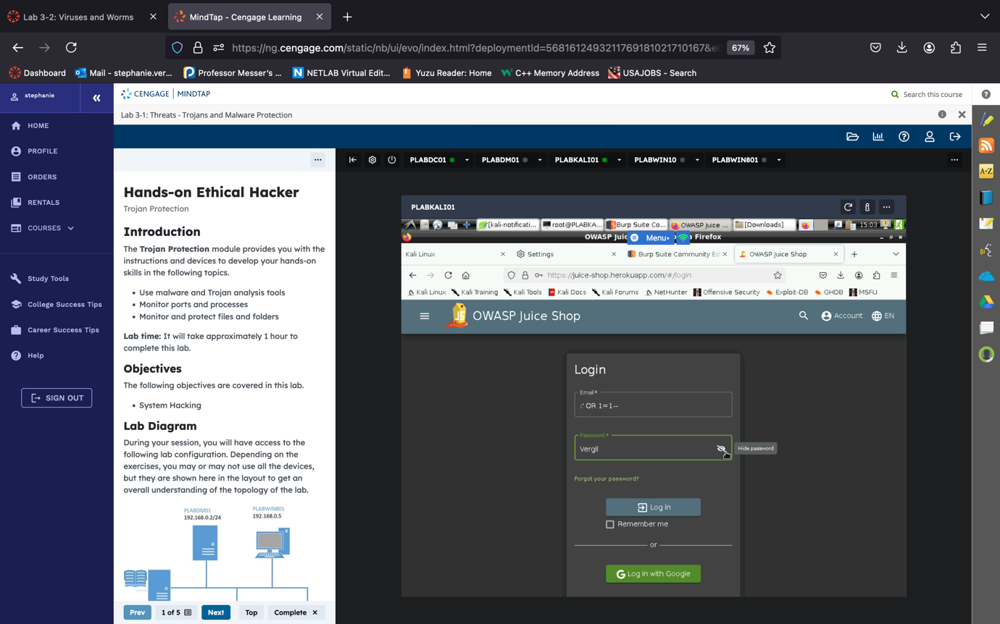 Lab 3-2: Viruses and Worms
MindTap - Cengage Learning
https://ng.cengage.com/static/nb/ui/evo/index.html?deploymentId=5681612493211769181021710167&e
67%
Dashboard
Mail - stephanie.ver...
Professor Messer's ...
NETLAB Virtual Edit...
Yuzu Reader: Home
C++ Memory Address
USAJOBS - Search
stephanie
HOME
PROFILE
ORDERS
RENTALS
COURSES
Study Tools
College Success Tips
Career Success Tips
Help
SIGN OUT
CENGAGE | MINDTAP
Search this course
Lab 3-1: Threats - Trojans and Malware Protection
Hands-on Ethical Hacker
Trojan Protection
Introduction
The Trojan Protection module provides you with the
instructions and devices to develop your hands-on
skills in the following topics.
• Use malware and Trojan analysis tools
• Monitor ports and processes
• Monitor and protect files and folders
Lab time: It will take approximately 1 hour to
complete this lab.
Objectives
The following objectives are covered in this lab.
• System Hacking
Lab Diagram
During your session, you will have access to the
following lab configuration. Depending on the
exercises, you may or may not use all the devices,
but they are shown here in the layout to get an
overall understanding of the topology of the lab.
PLABDM01
192.168.0.2/24
PLABWIN801
192.168.0.5
Prev
1 of 5
Next
Top
Complete
PLABDC01
PLABDM01
PLABKALI01
PLABWIN10
PLABWIN801
PLABKALI01
[kali-notificati...
root@PLABKA...
Burp Suite Co...
OWASP Juice ...
[Downloads]
15:03
OWASP Juic
Menu
a Firefox
Kali Linux
Settings
Burp Suite Community Ed
OWASP Juice Shop
https://juice-shop.herokuapp.com/#/login
Kali Linux
Kali Training
Kali Tools
Kali Docs
Kali Forums
NetHunter
Offensive Security
Exploit-DB
GHDB
MSFU
OWASP Juice Shop
Account
EN
Login
Email *
:' OR 1=1--
Password *
Vergil
Hide password
Forgot your password?
Log in
Remember me
or
Log in with Google
A-Z